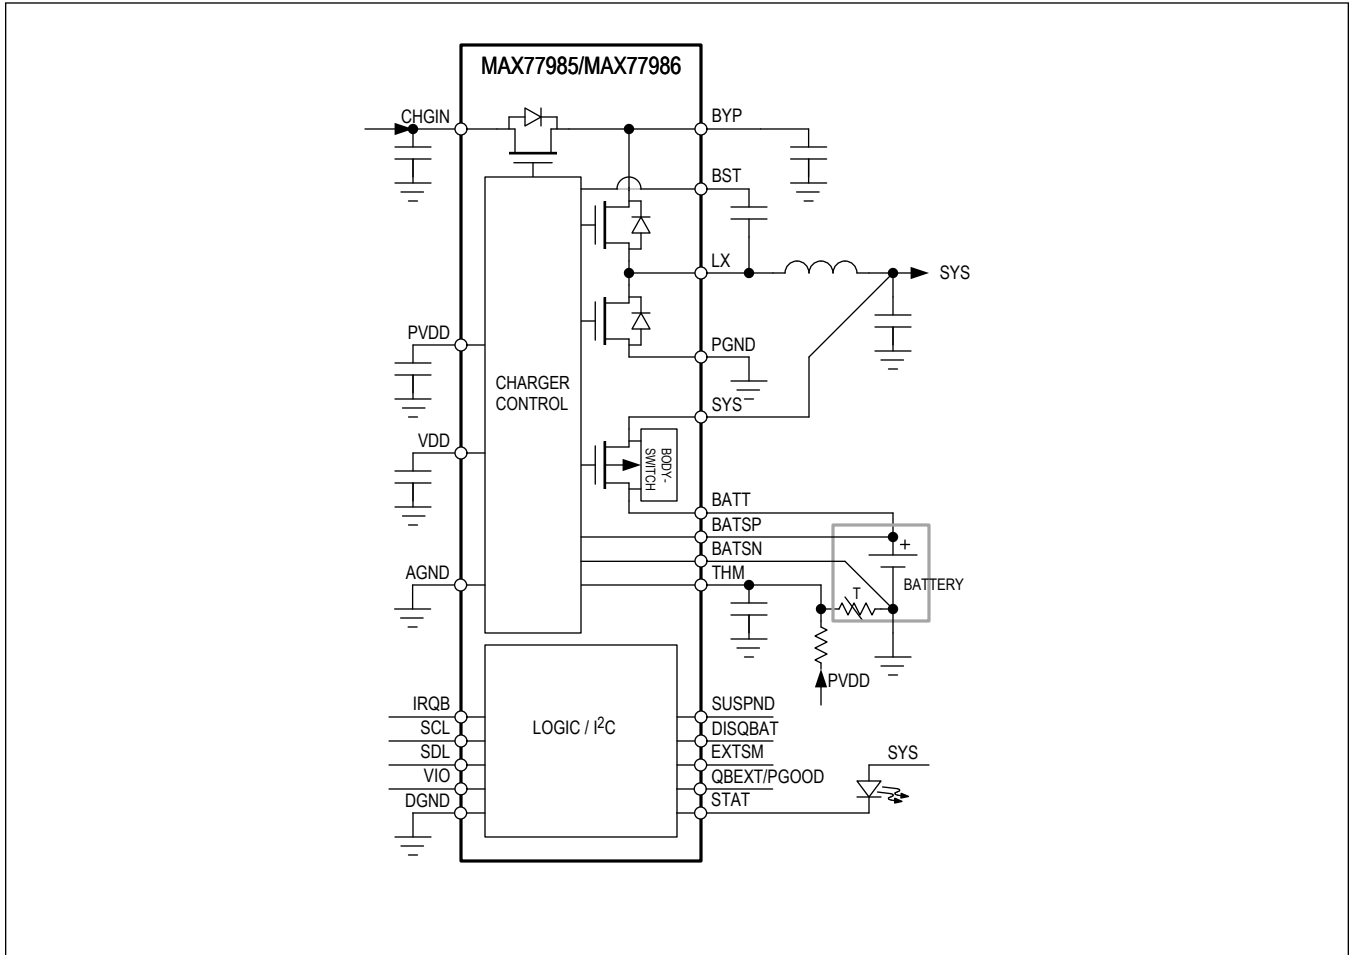 MAX77985/MAX77986
CHGIN
BYP
BST
LX
SYS
PVDD
PGND
CHARGER
CONTROL
SYS
VDD
BODY-
SWITCH
BATT
BATSP
BATSN
+
AGND
THM
BATTERY
T
PVDD
IRQB
SUSPND
SCL
LOGIC / I²C
DISQBAT
SDL
EXTSM
SYS
VIO
QBEXT/PGOOD
DGND
STAT